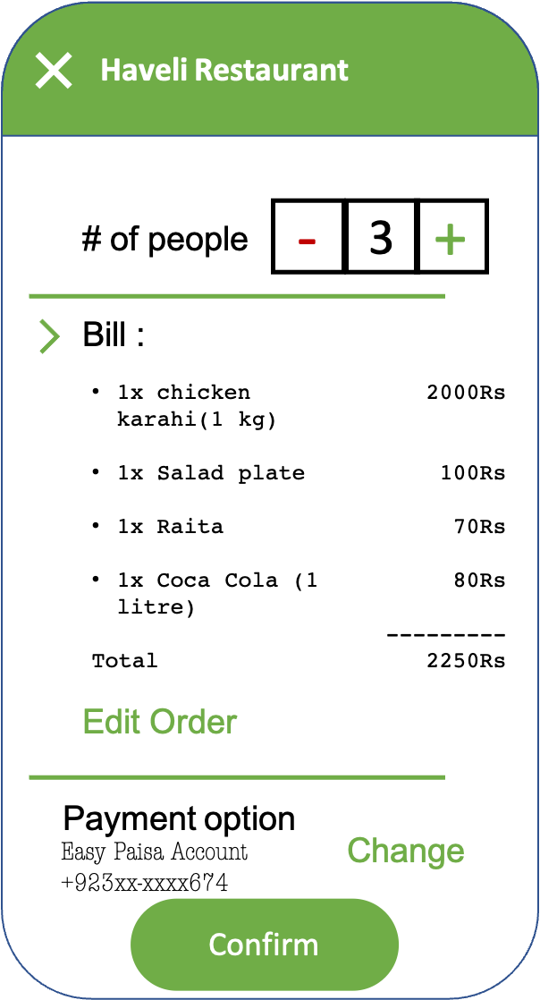 Haveli Restaurant
# of people - 3 +
Bill :
• 1x chicken 2000Rs
karahi(1 kg)
• 1x Salad plate 100Rs
• 1x Raita 70Rs
• 1x Coca Cola (1 80Rs
litre)
---------
Total 2250Rs
Edit Order
Payment option
Easy Paisa Account
Change
+923xx-xxxx674
Confirm